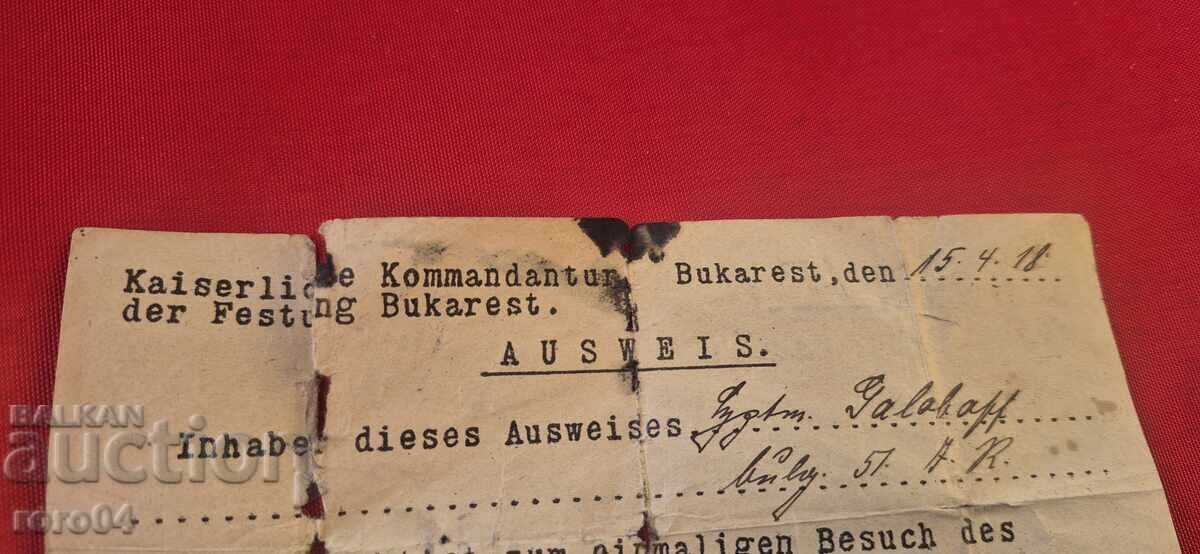 Kaiserliche Kommandantur Bukarest, den 15.4.18.
der Festung Bukarest.
AUSWEIS.
Inhaber dieses Ausweises
bulg. 51. R.
zum einmaligen Besuch des
BALKAN
auction
roro04